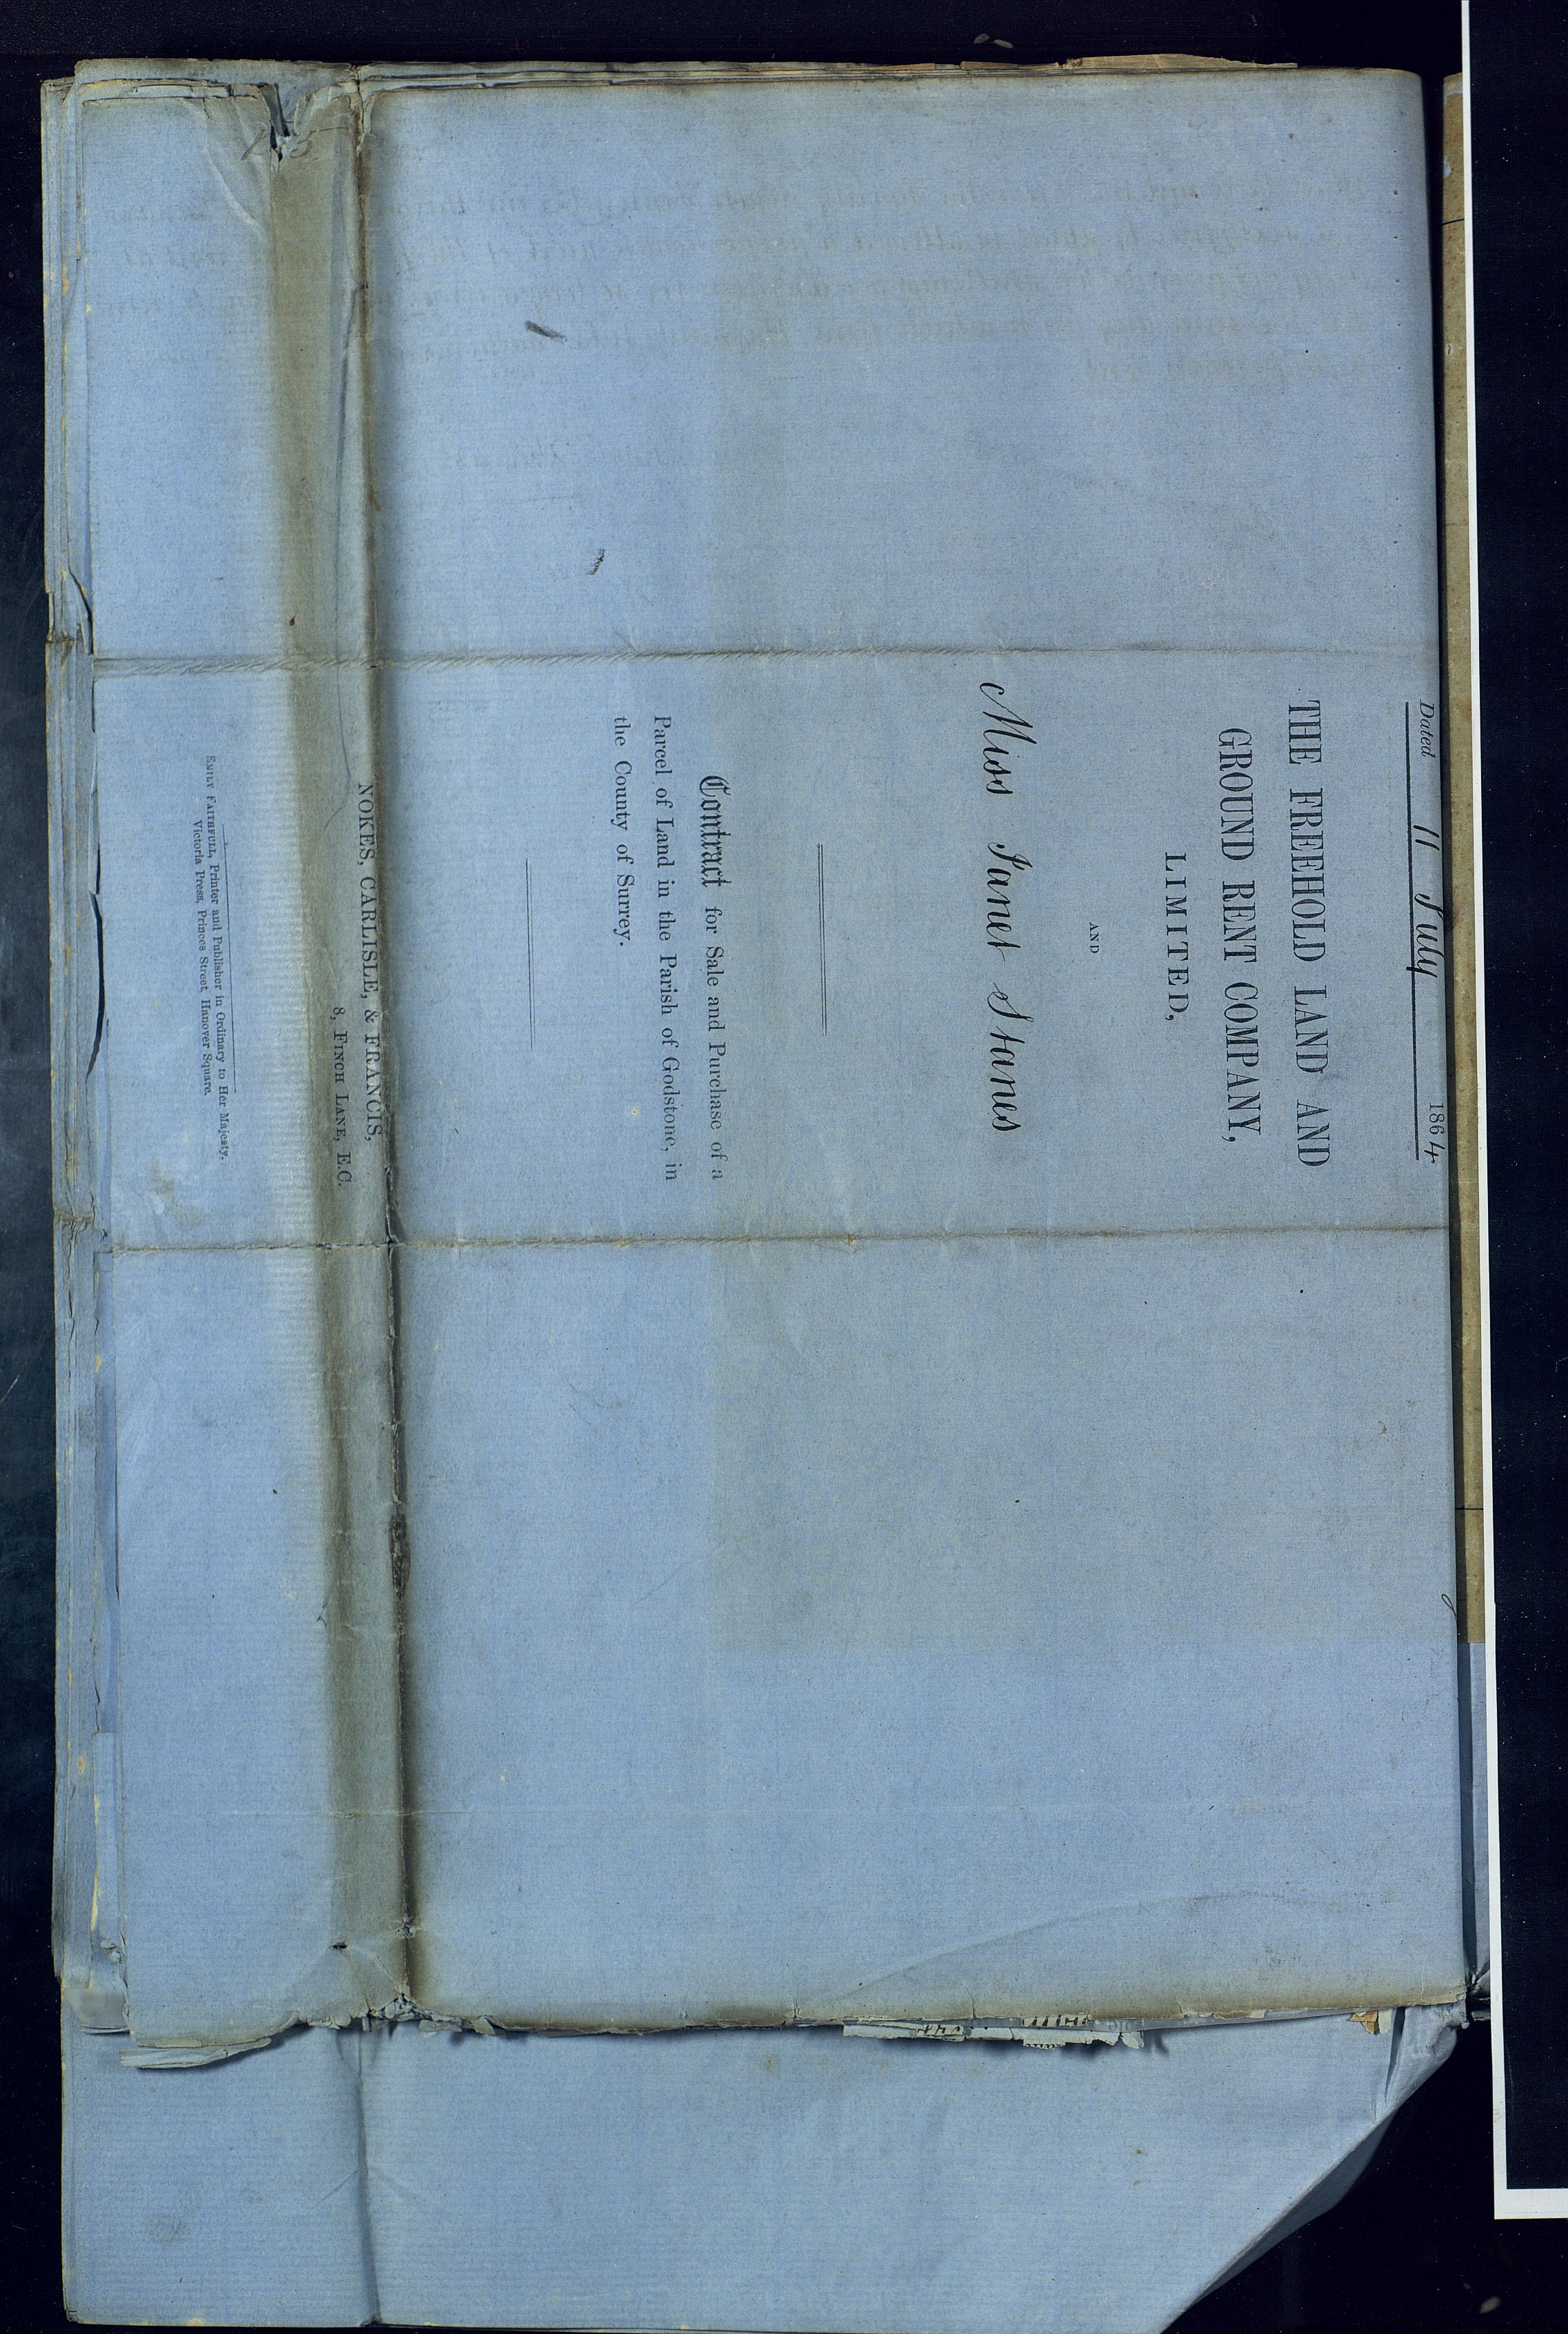 Dated 11 July 1864
THE FREEHOLD LAND AND
GROUND RENT COMPANY,
LIMITED,
AND
Miss Janet Stanes
Contract for Sale and Purchase of a
Parcel of Land in the Parish of Godstone, in
the County of Surrey.
NOKES, CARLISLE, & FRANCIS,
8, FINCH LANE, E.C.
EMILY FAITHFULL, Printer and Publisher in Ordinary to Her Majesty,
Victoria Press, Princes Street, Hanover Square.